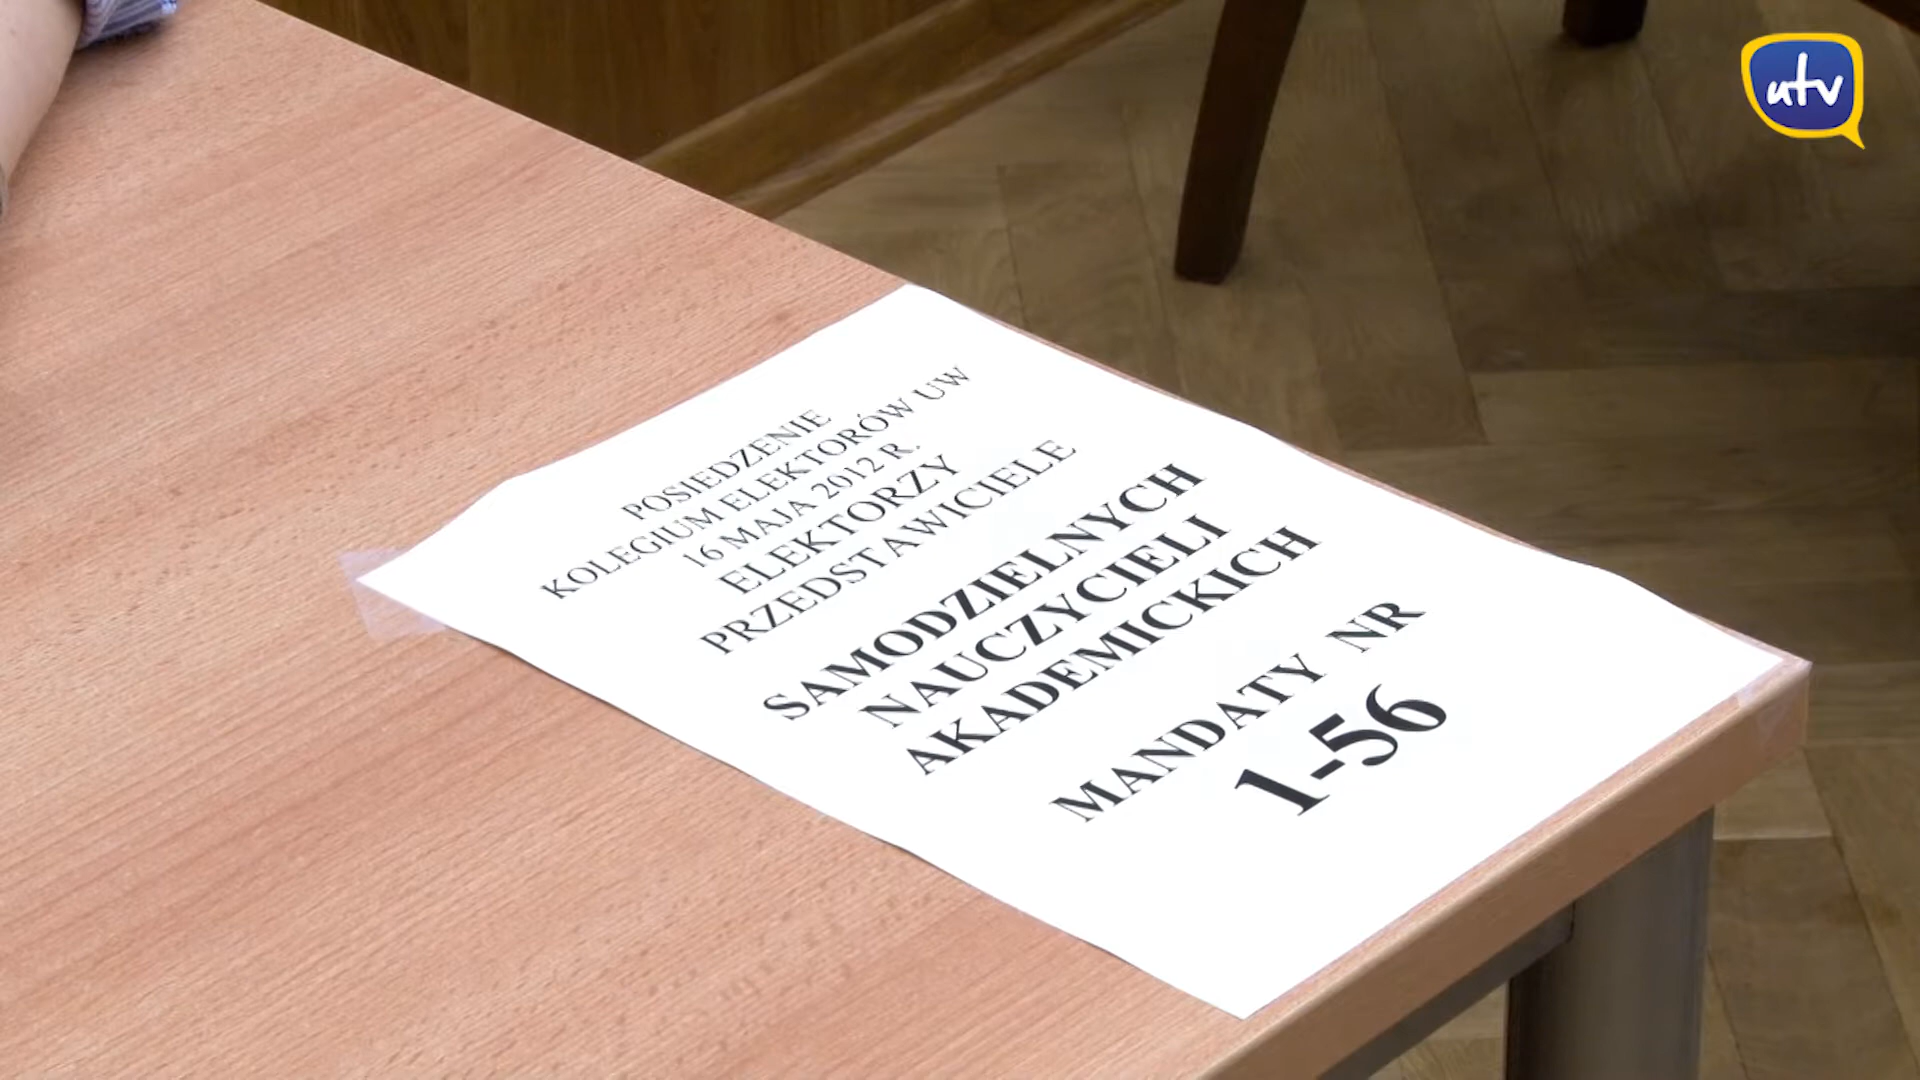 POSIEDZENIE
KOLEGIUM ELEKTORÓW UW
16 MAJA 2012 R.
ELEKTORZY
PRZEDSTAWICIELE
SAMODZIELNYCH
NAUCZYCIELI
AKADEMICKICH
MANDATY NR
1-56
utv